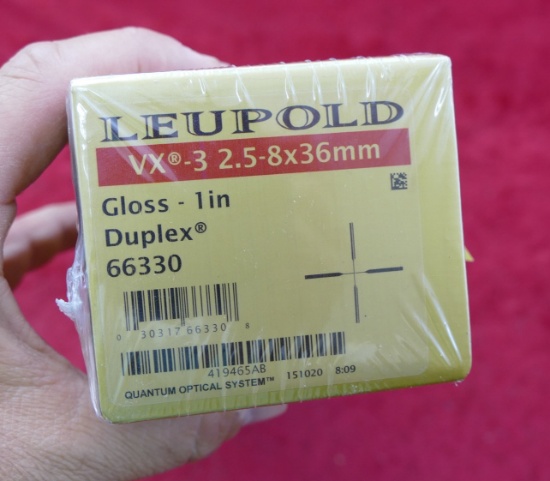 LEUPOLD
VX®-3 2.5-8x36mm
Gloss - 1in
Duplex®
66330
0 30317 66330 8
419465AB
QUANTUM OPTICAL SYSTEM™ 151020 8:09